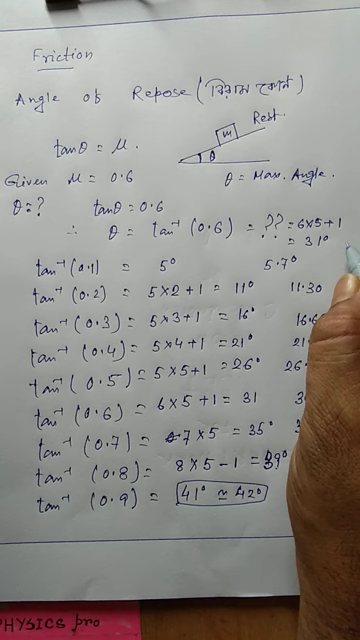 Friction
Angle of Repose (বিরাম কোন)
Rest.
m
θ
tanθ = μ.
Given μ = 0.6
θ = Max. Angle.
θ = ?
tanθ = 0.6
∴ θ = tan⁻¹ (0.6) = ?? = 6×5+1
= 31°
tan⁻¹ (0.1) = 5° 5.7°
tan⁻¹ (0.2) = 5×2+1 = 11° 11.30
tan⁻¹ (0.3) = 5×3+1 = 16° 16.6
tan⁻¹ (0.4) = 5×4+1 = 21°
tan⁻¹ (0.5) = 5×5+1 = 26° 26.
tan⁻¹ (0.6) = 6×5+1 = 31
tan⁻¹ (0.7) = 7×5 = 35°
tan⁻¹ (0.8) = 8×5-1 = 39°
tan⁻¹ (0.9) = 41° ≃ 42°
PHYSICS pro